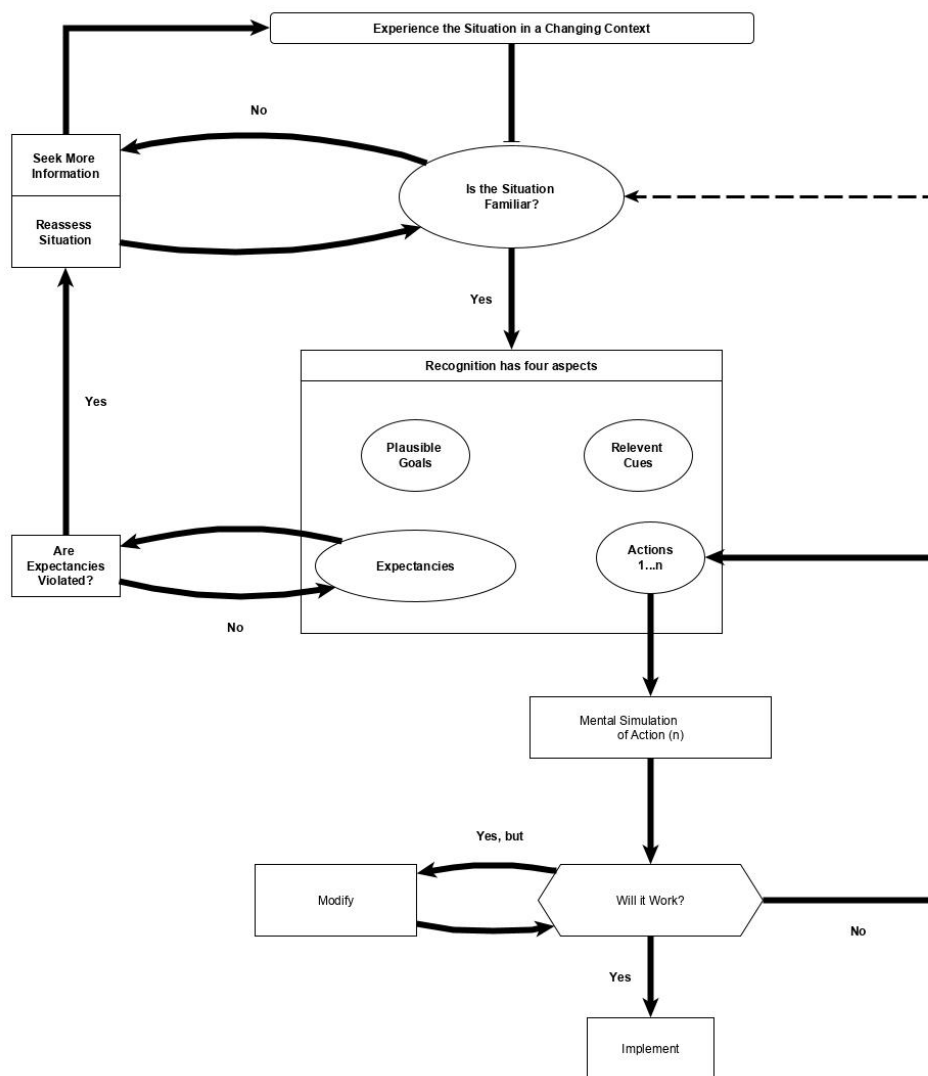 Experience the Situation in a Changing Context
No
Seek More
Information
Is the Situation
Familiar?
Reassess
Situation
Yes
Recognition has four aspects
Yes
Plausible
Goals
Relevent
Cues
Are
Expectancies
Violated?
Expectancies
Actions
1...n
No
Mental Simulation
of Action (n)
Yes, but
Modify
Will it Work?
No
Yes
Implement